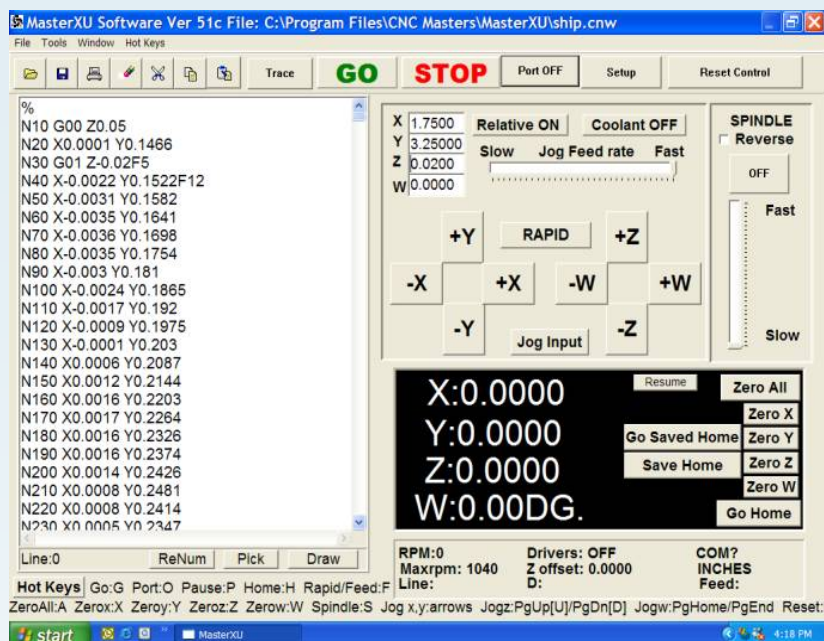 MasterXU Software Ver 51c File: C:\Program Files\CNC Masters\MasterXU\ship.cnw
File Tools Window Hot Keys
Trace GO STOP Port OFF Setup Reset Control
%
N10 G00 Z0.05
N20 X0.0001 Y0.1466
N30 G01 Z-0.02F5
N40 X-0.0022 Y0.1522F12
N50 X-0.0031 Y0.1582
N60 X-0.0035 Y0.1641
N70 X-0.0036 Y0.1698
N80 X-0.0035 Y0.1754
N90 X-0.003 Y0.181
N100 X-0.0024 Y0.1865
N110 X-0.0017 Y0.192
N120 X-0.0009 Y0.1975
N130 X-0.0001 Y0.203
N140 X0.0006 Y0.2087
N150 X0.0012 Y0.2144
N160 X0.0016 Y0.2203
N170 X0.0017 Y0.2264
N180 X0.0016 Y0.2326
N190 X0.0016 Y0.2374
N200 X0.0014 Y0.2426
N210 X0.0008 Y0.2481
N220 X0.0008 Y0.2414
N230 X0.0005 Y0.2347
Line:0 ReNum Pick Draw
X 1.7500 Relative ON Coolant OFF
Y 3.25000
Z 0.0200
W 0.0000
Slow Jog Feed rate Fast
+Y RAPID +Z
-X +X -W +W
-Y Jog Input -Z
SPINDLE
Reverse
OFF
Fast
Slow
X:0.0000
Y:0.0000
Z:0.0000
W:0.00DG.
Resume Zero All
Zero X
Go Saved Home Zero Y
Save Home Zero Z
Zero W
Go Home
RPM:0 Drivers: OFF COM?
Maxrpm: 1040 Z offset: 0.0000 INCHES
Line: D: Feed:
Hot Keys Go:G Port:O Pause:P Home:H Rapid/Feed:F
ZeroAll:A Zerox:X Zeroy:Y Zeroz:Z Zerow:W Spindle:S Jog x,y:arrows Jogz:PgUp[U]/PgDn[D] Jogw:PgHome/PgEnd Reset:
start MasterXU 4:18 PM